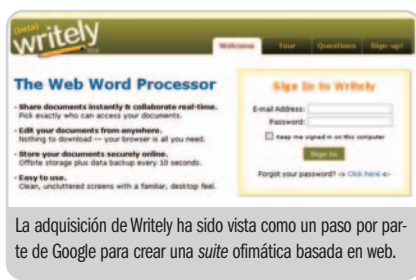 (beta)
writely
Welcome Tour Questions Sign-up!
The Web Word Processor
- Share documents instantly & collaborate real-time.
Pick exactly who can access your documents.
- Edit your documents from anywhere.
Nothing to download -- your browser is all you need.
- Store your documents securely online.
Offsite storage plus data backup every 10 seconds.
- Easy to use.
Clean, uncluttered screens with a familiar, desktop feel.
Sign In to Writely
E-mail Address:
Password:
Keep me signed in on this computer
Sign In
Forgot your password? -> Click here <-
La adquisición de Writely ha sido vista como un paso por par-
te de Google para crear una suite ofimática basada en web.